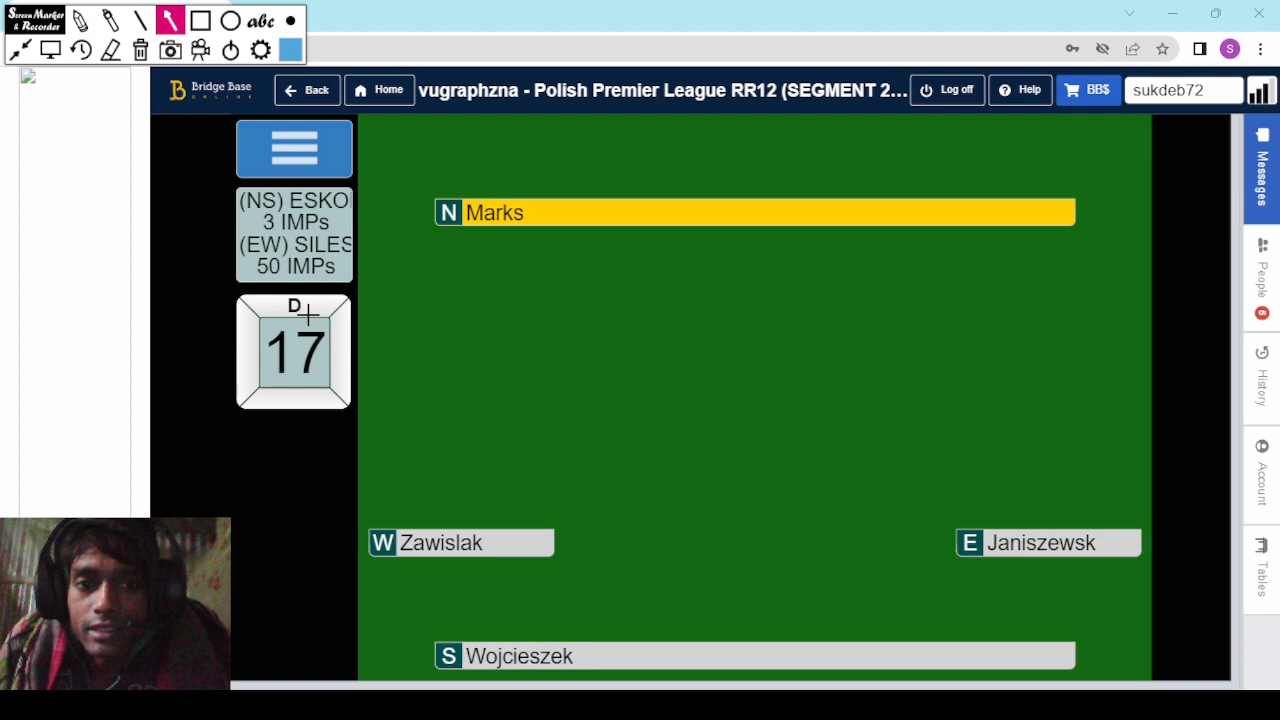 Screen Marker
& Recorder
abc
Bridge Base
ONLINE
Back
Home
vugraphzna - Polish Premier League RR12 (SEGMENT 2...
Log off
Help
BB$
sukdeb72
S
(NS) ESKO
3 IMPs
(EW) SILES
50 IMPs
D
17
N Marks
W Zawislak
E Janiszewsk
S Wojcieszek
Messages
People
6
History
Account
Tables